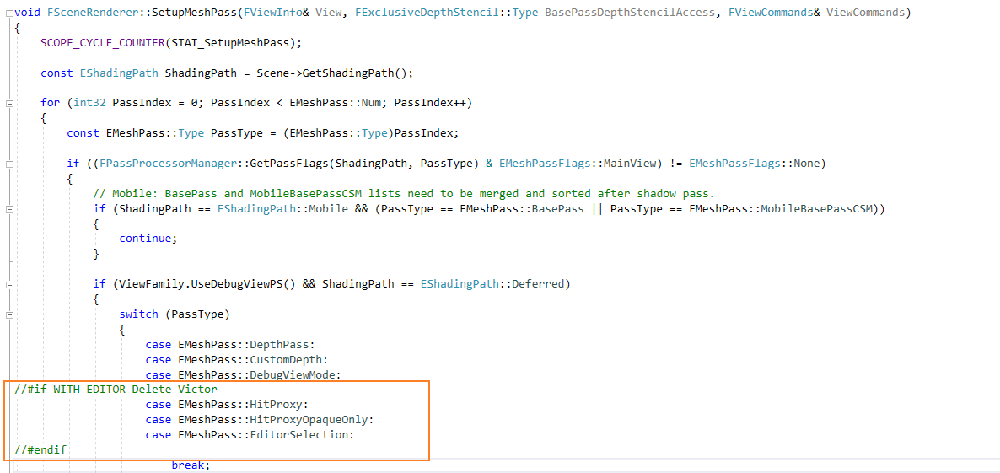 void FSceneRenderer::SetupMeshPass(FViewInfo& View, FExclusiveDepthStencil::Type BasePassDepthStencilAccess, FViewCommands& ViewCommands)
{
    SCOPE_CYCLE_COUNTER(STAT_SetupMeshPass);

    const EShadingPath ShadingPath = Scene->GetShadingPath();

    for (int32 PassIndex = 0; PassIndex < EMeshPass::Num; PassIndex++)
    {
        const EMeshPass::Type PassType = (EMeshPass::Type)PassIndex;

        if ((FPassProcessorManager::GetPassFlags(ShadingPath, PassType) & EMeshPassFlags::MainView) != EMeshPassFlags::None)
        {
            // Mobile: BasePass and MobileBasePassCSM lists need to be merged and sorted after shadow pass.
            if (ShadingPath == EShadingPath::Mobile && (PassType == EMeshPass::BasePass || PassType == EMeshPass::MobileBasePassCSM))
            {
                continue;
            }

            if (ViewFamily.UseDebugViewPS() && ShadingPath == EShadingPath::Deferred)
            {
                switch (PassType)
                {
                    case EMeshPass::DepthPass:
                    case EMeshPass::CustomDepth:
                    case EMeshPass::DebugViewMode:
//#if WITH_EDITOR Delete Victor
                    case EMeshPass::HitProxy:
                    case EMeshPass::HitProxyOpaqueOnly:
                    case EMeshPass::EditorSelection:
//#endif
                        break;